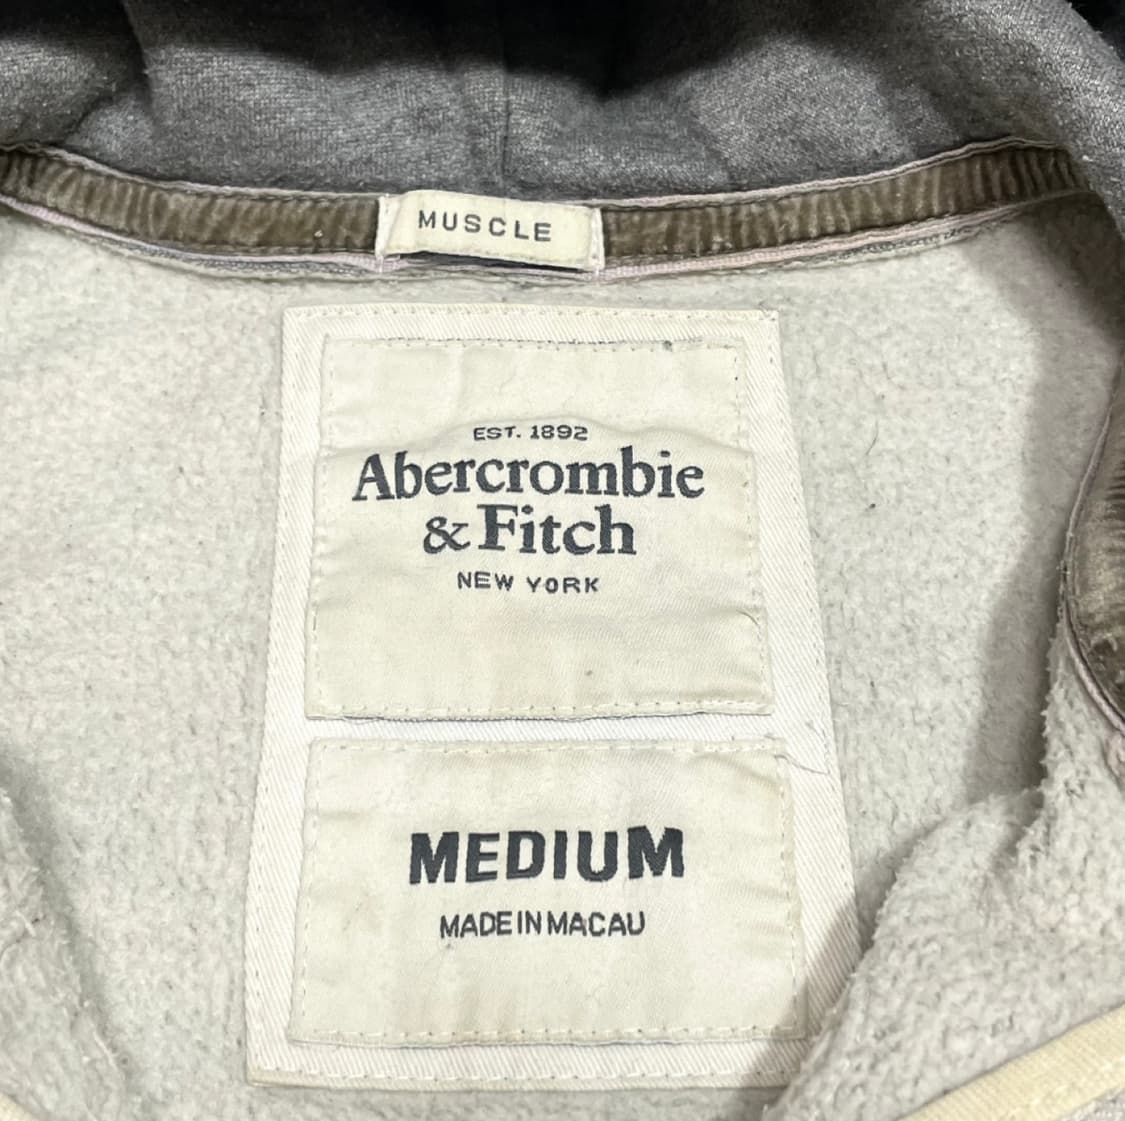 MUSCLE
EST. 1892
Abercrombie
& Fitch
NEW YORK
MEDIUM
MADE IN MACAU